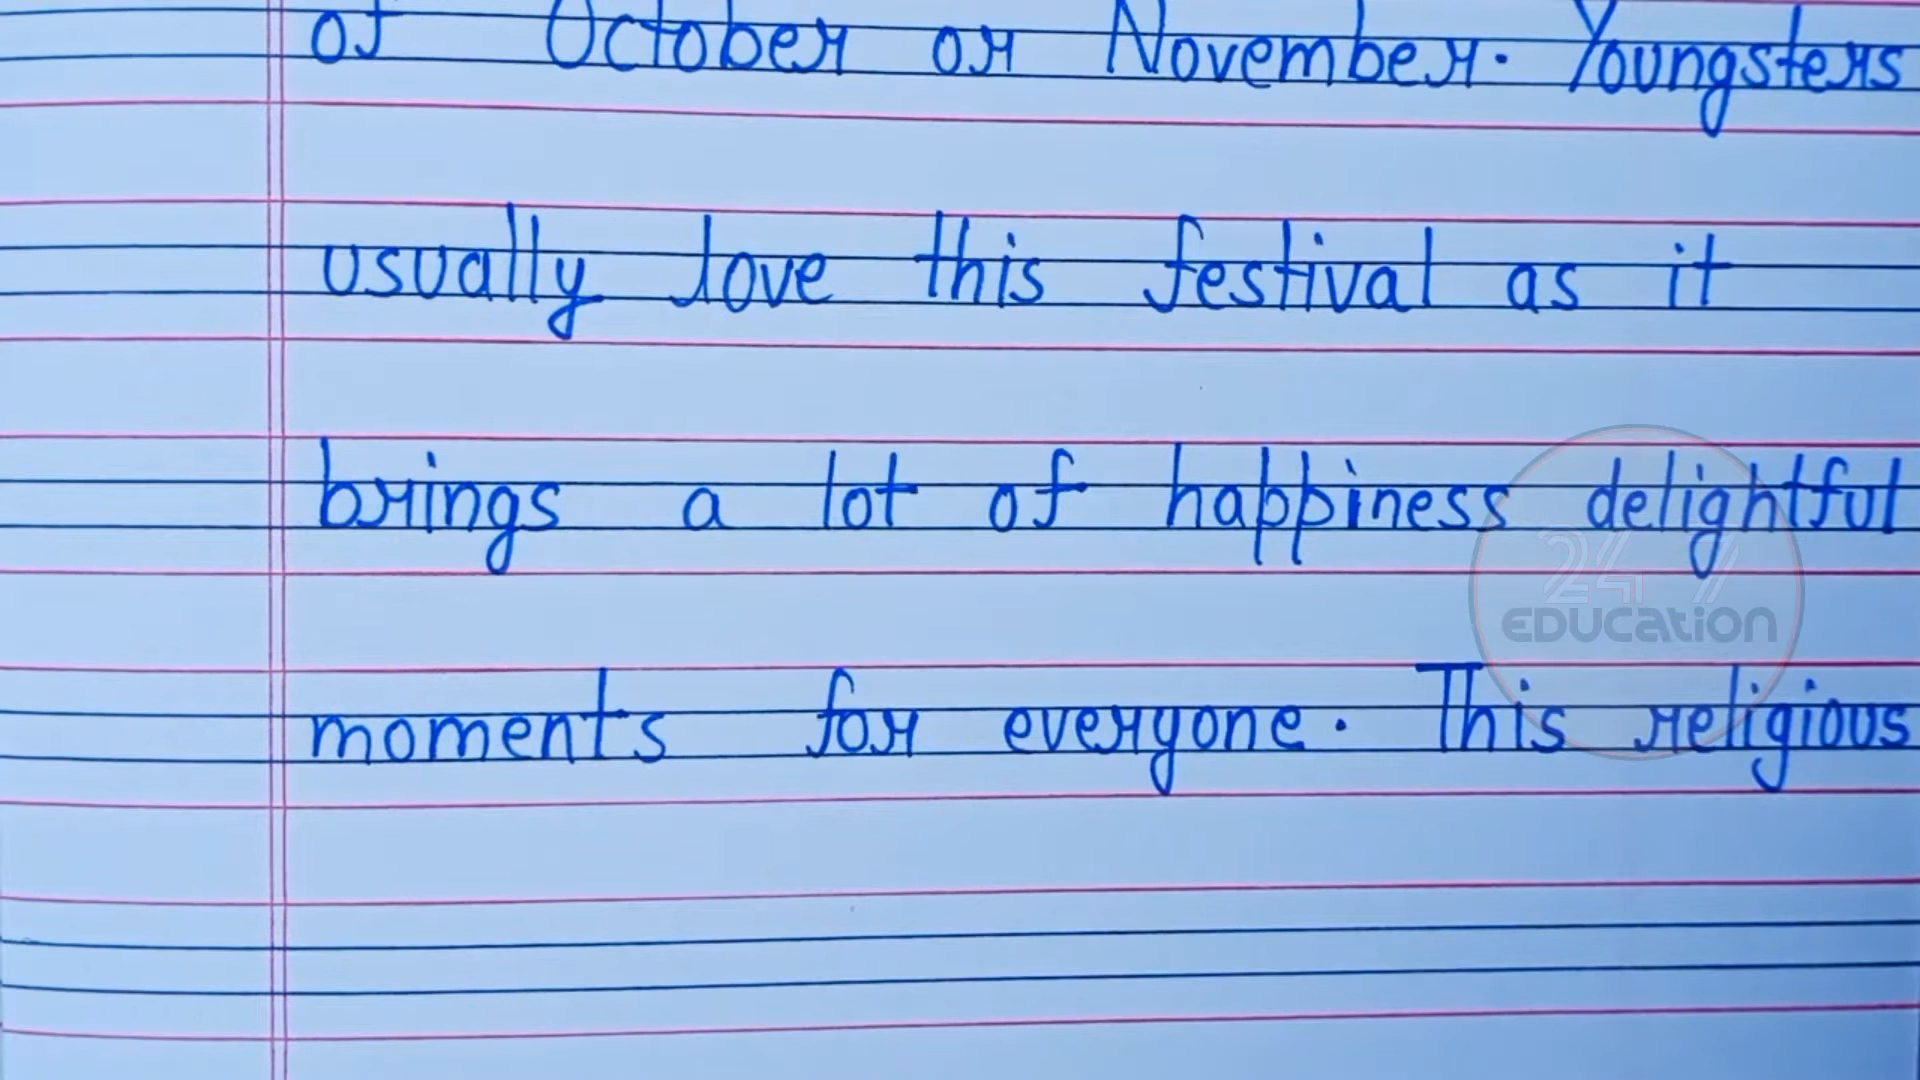 of October or November. Youngsters
usually love this festival as it
brings a lot of happiness delightful
24 7
EDUCATION
moments for everyone. This religious